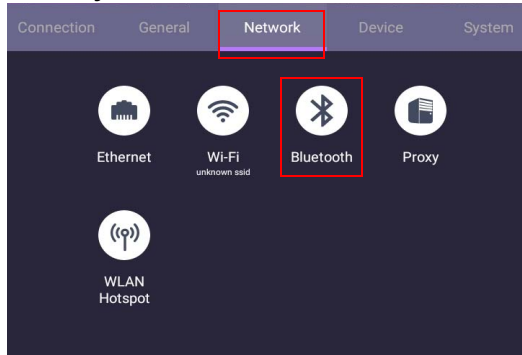 Connection General Network Device System
Ethernet Wi-Fi Bluetooth Proxy
unknown ssid
WLAN
Hotspot